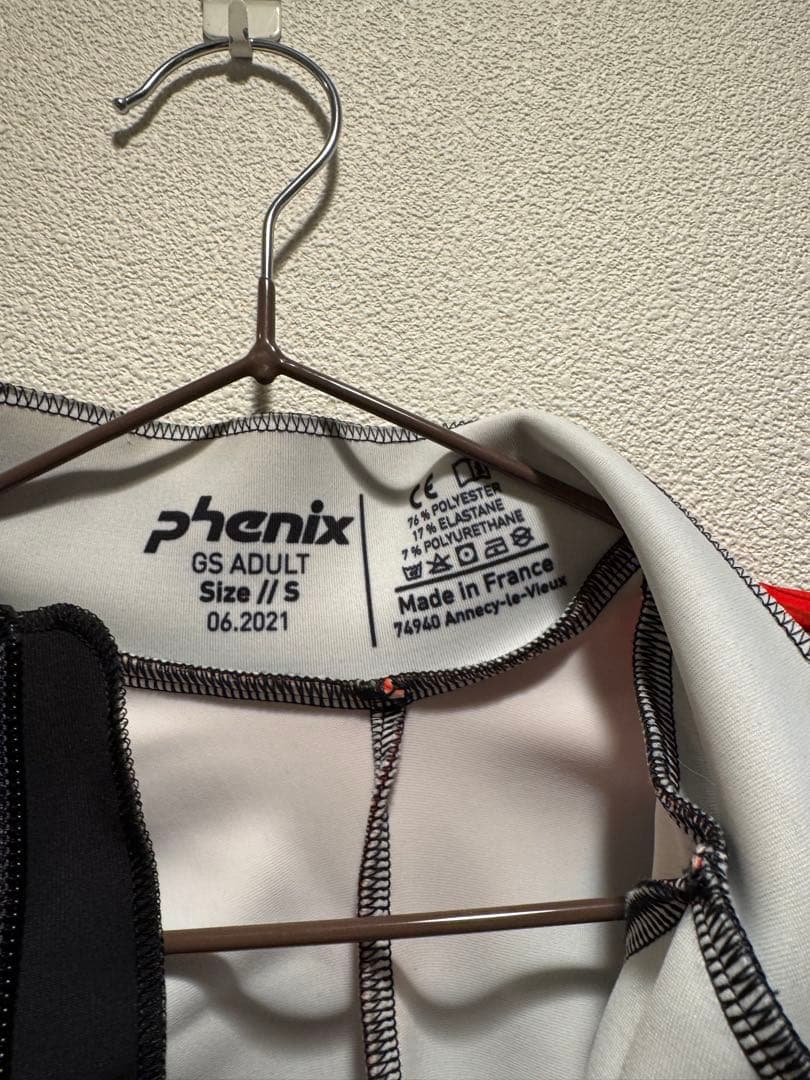 phenix
GS ADULT
Size // S
06.2021
CE
76 % POLYESTER
17 % ELASTANE
7 % POLYURETHANE
Made in France
74940 Annecy-le-Vieux